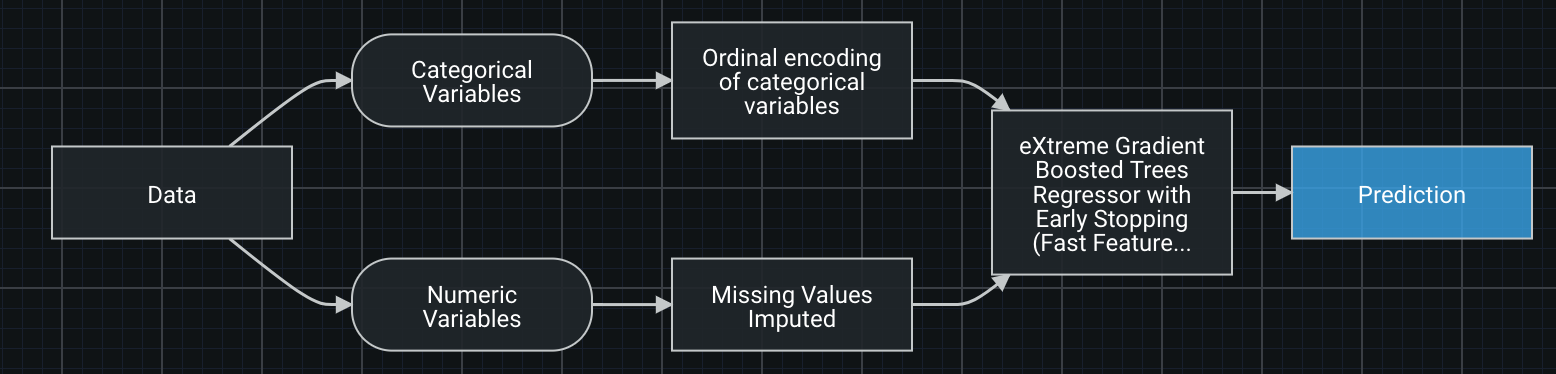 Data
Categorical
Variables
Ordinal encoding
of categorical
variables
Numeric
Variables
Missing Values
Imputed
eXtreme Gradient
Boosted Trees
Regressor with
Early Stopping
(Fast Feature...
Prediction